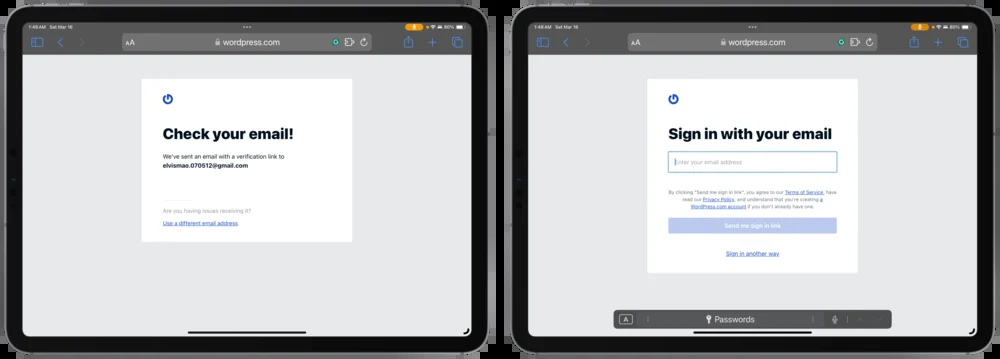 1:48 AM Sat Mar 16
80%
AA
wordpress.com
Check your email!
We've sent an email with a verification link to
elvismao.070512@gmail.com
Are you having issues receiving it?
Use a different email address
1:48 AM Sat Mar 16
80%
AA
wordpress.com
Sign in with your email
Enter your email address
By clicking "Send me sign in link", you agree to our Terms of Service, have
read our Privacy Policy, and understand that you're creating a
WordPress.com account if you don't already have one.
Send me sign in link
Sign in another way
A
Passwords